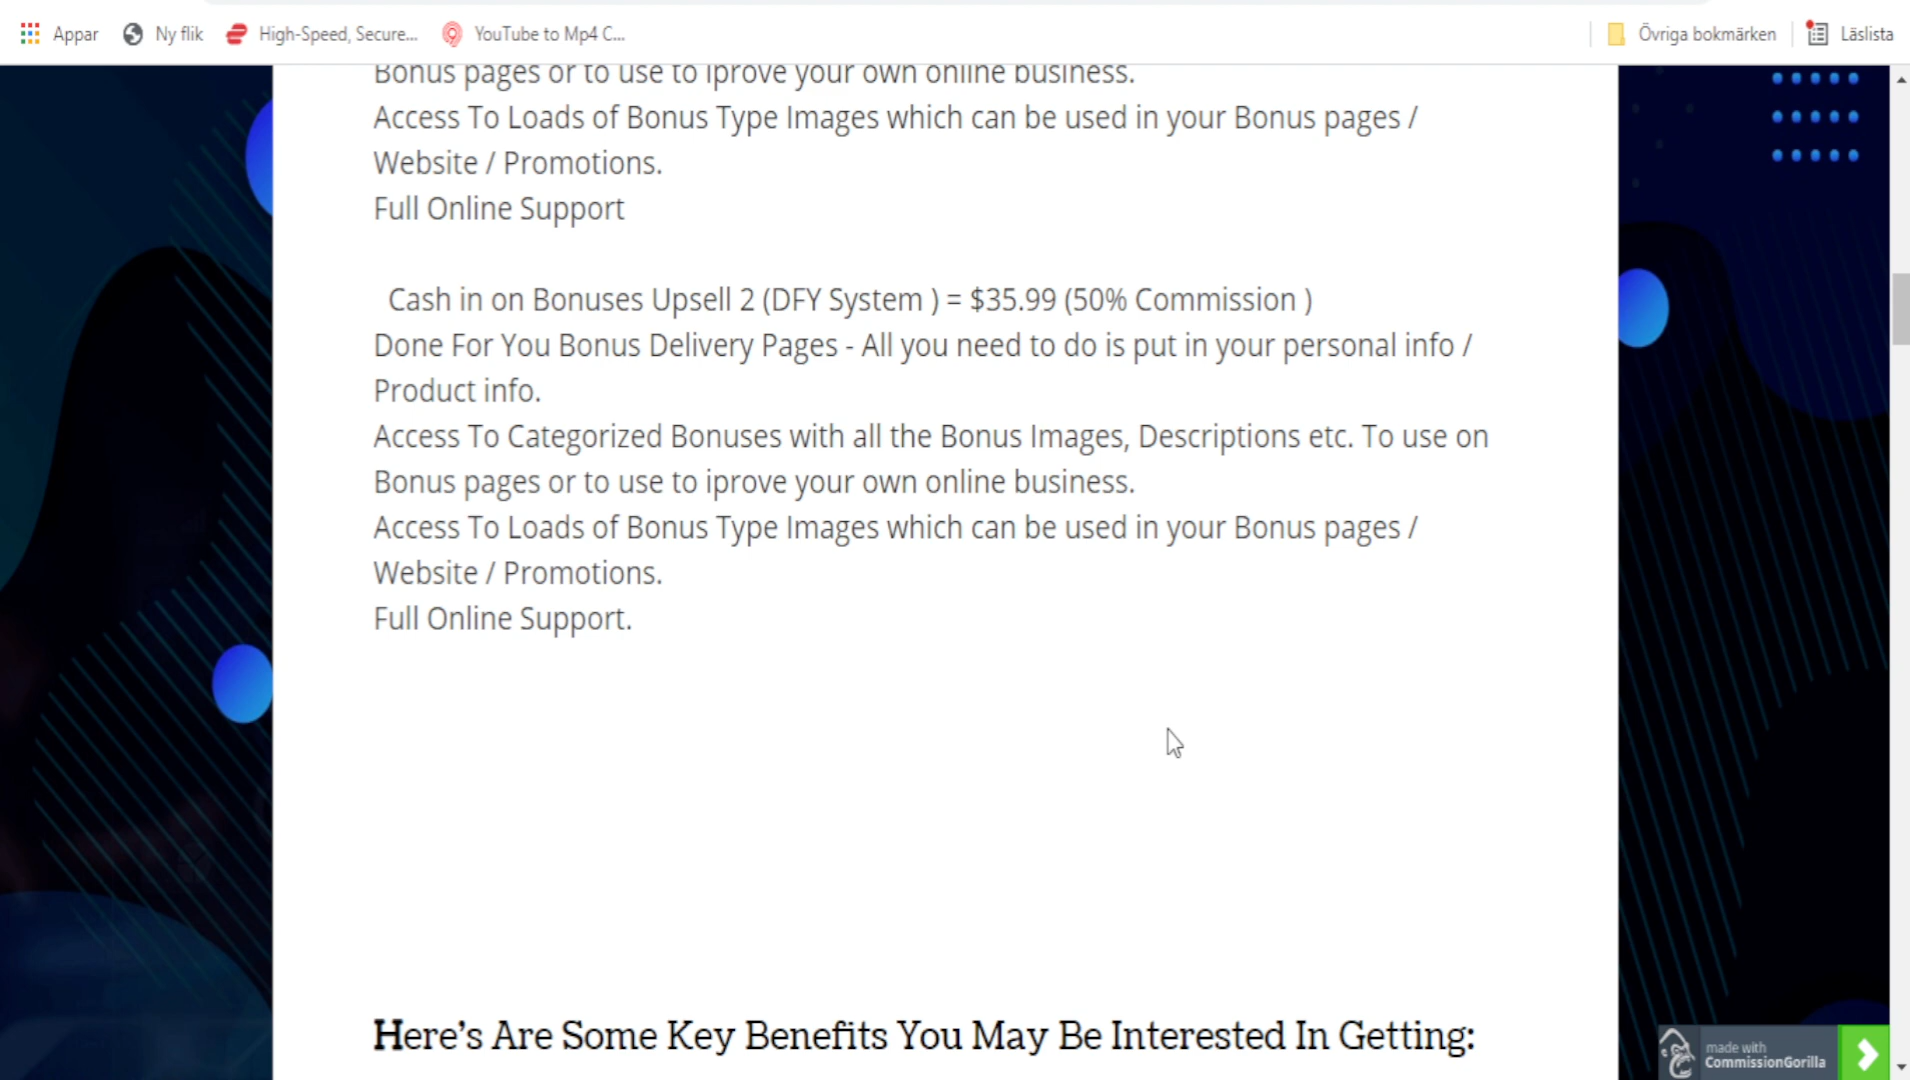 Appar Ny flik High-Speed, Secure... YouTube to Mp4 C... Övriga bokmärken Läslista
Bonus pages or to use to iprove your own online business.
Access To Loads of Bonus Type Images which can be used in your Bonus pages /
Website / Promotions.
Full Online Support
Cash in on Bonuses Upsell 2 (DFY System ) = $35.99 (50% Commission )
Done For You Bonus Delivery Pages - All you need to do is put in your personal info /
Product info.
Access To Categorized Bonuses with all the Bonus Images, Descriptions etc. To use on
Bonus pages or to use to iprove your own online business.
Access To Loads of Bonus Type Images which can be used in your Bonus pages /
Website / Promotions.
Full Online Support.
Here's Are Some Key Benefits You May Be Interested In Getting:
made with
CommissionGorilla